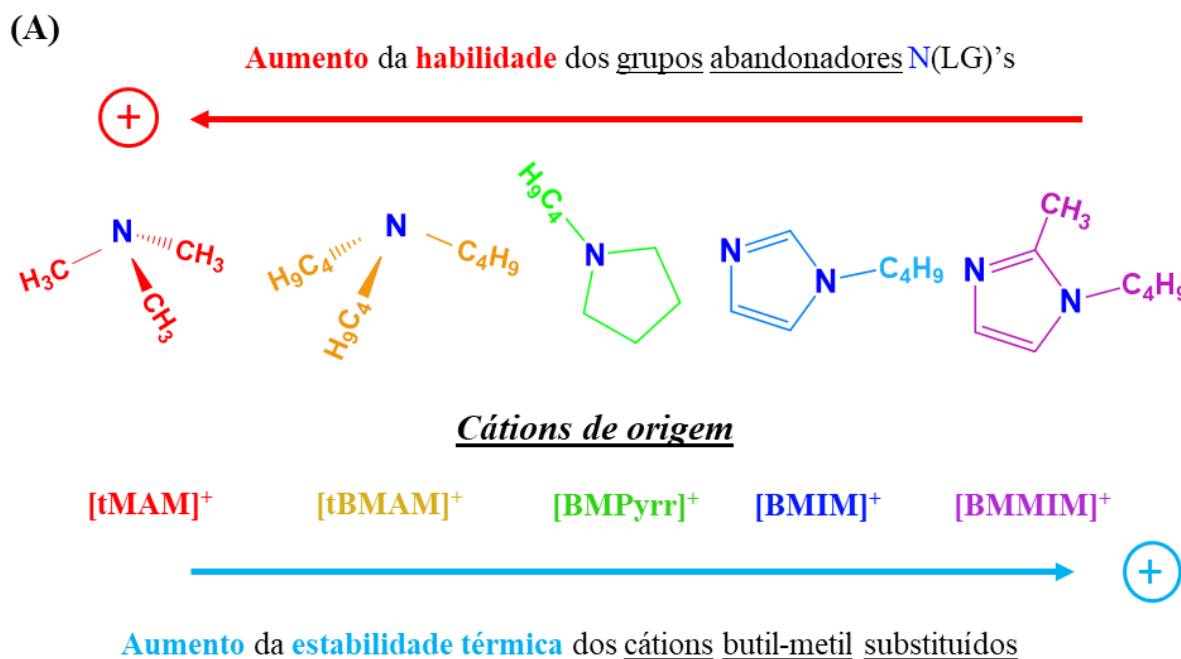 (A)
Aumento da habilidade dos grupos abandonadores N(LG)'s
+
N
H₃C
CH₃
CH₃
N
H₉C₄
C₄H₉
H₉C₄
H₉C₄
N
N
N
C₄H₉
CH₃
N
N
C₄H₉
Cátions de origem
[tMAM]⁺ [tBMAM]⁺ [BMPyrr]⁺ [BMIM]⁺ [BMMIM]⁺
+
Aumento da estabilidade térmica dos cátions butil-metil substituídos